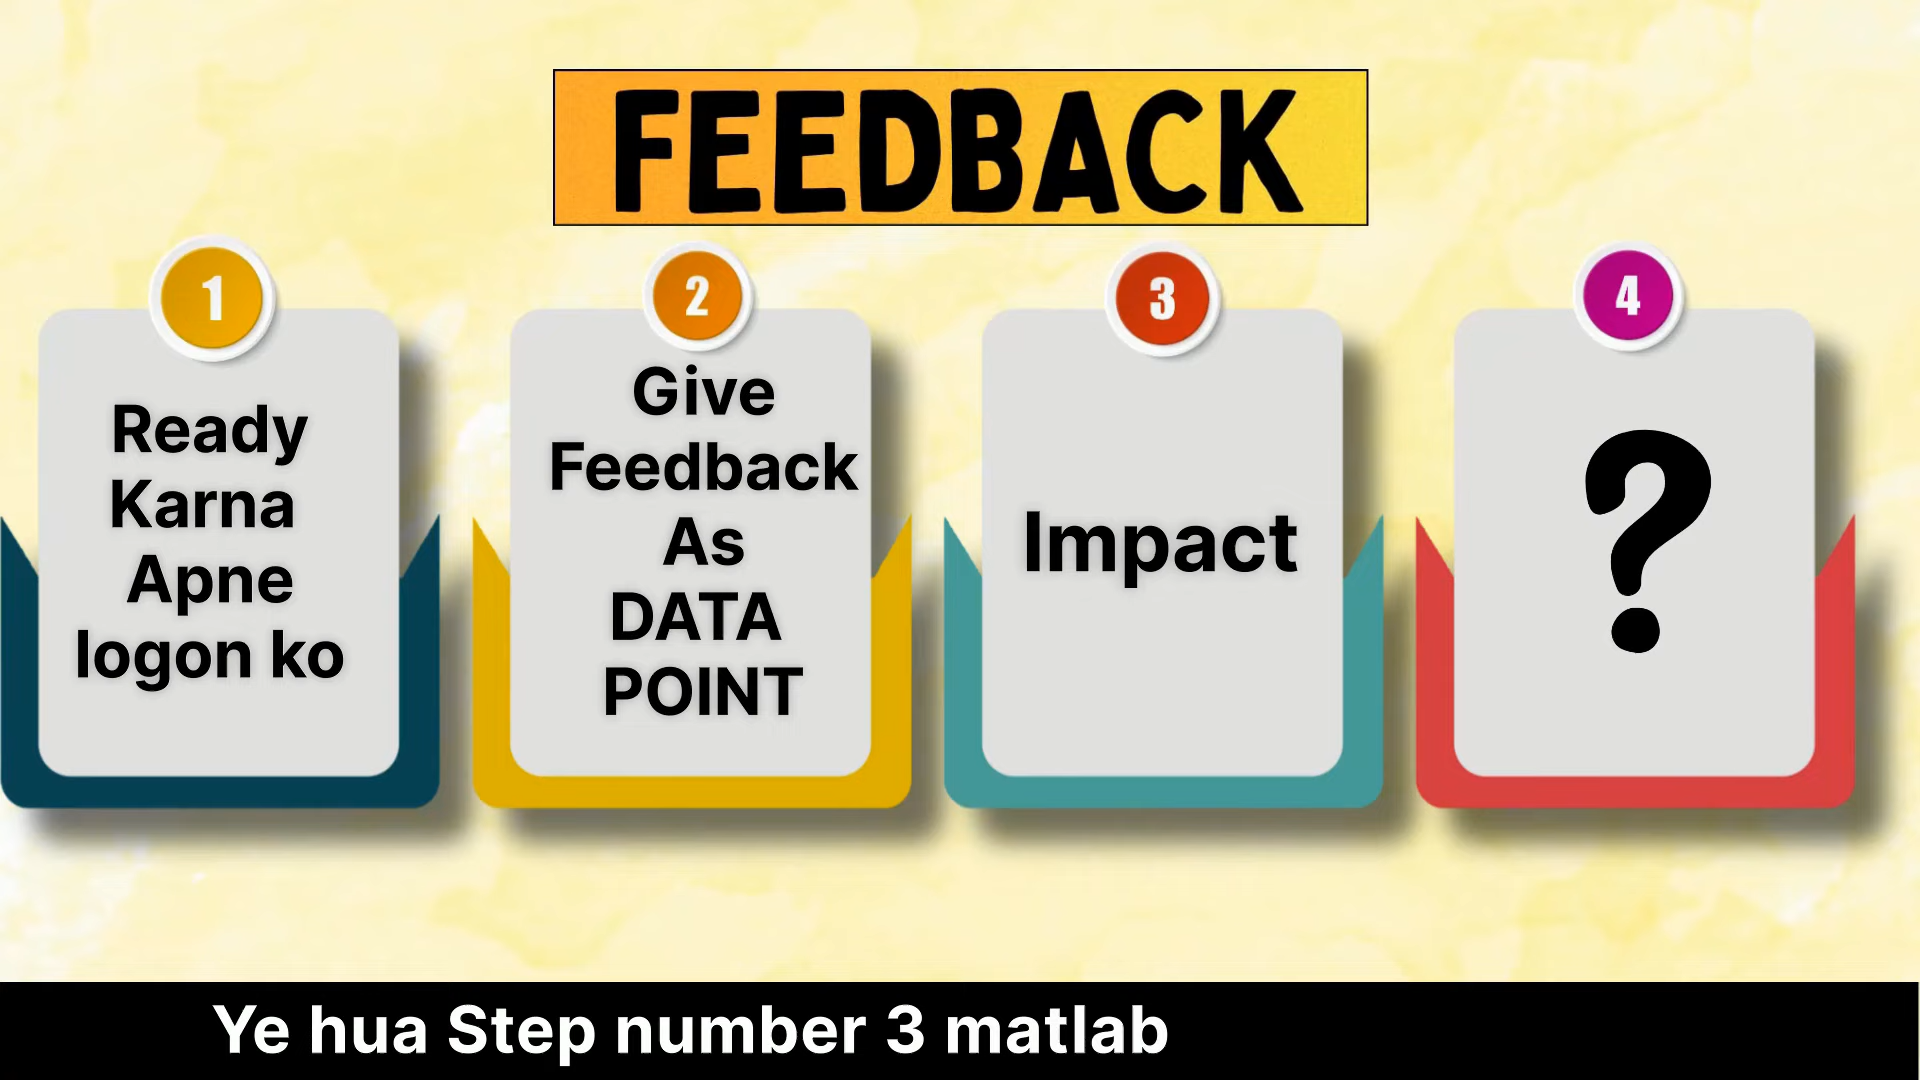 FEEDBACK
1
Ready
Karna
Apne
logon ko
2
Give
Feedback
As
DATA
POINT
3
Impact
4
?
Ye hua Step number 3 matlab